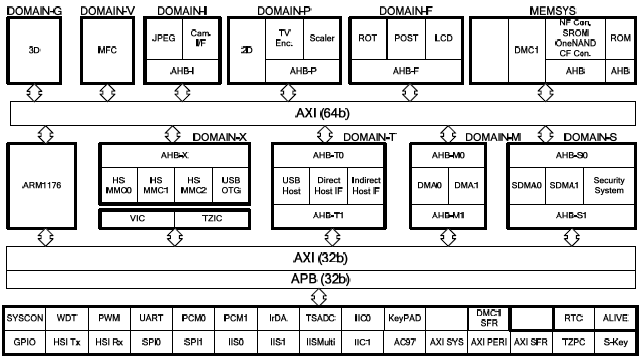 DOMAIN-G DOMAIN-V DOMAIN-I DOMAIN-P DOMAIN-F MEMSYS
3D
MFC
JPEG
Cam.
I/F
AHB-I
2D
TV
Enc.
Scaler
AHB-P
ROT
POST
LCD
AHB-F
DMC1
NF Con.
SROM
OneNAND
CF Con.
ROM
AHB
AHB
AXI (64b)
DOMAIN-X DOMAIN-T DOMAIN-M DOMAIN-S
ARM1176
AHB-X
HS
MMC0
HS
MMC1
HS
MMC2
USB
OTG
VIC
TZIC
AHB-T0
USB
Host
Direct
Host IF
Indirect
Host IF
AHB-T1
AHB-M0
DMA0
DMA1
AHB-M1
AHB-S0
SDMA0
SDMA1
Security
System
AHB-S1
AXI (32b)
APB (32b)
SYSCON WDT PWM UART PCM0 PCM1 IrDA TSADC IIC0 KeyPAD
DMC1
SFR
RTC ALIVE
GPIO HSI Tx HSI Rx SPI0 SPI1 IIS0 IIS1 IISMulti IIC1 AC97 AXI SYS AXI PERI AXI SFR TZPC S-Key